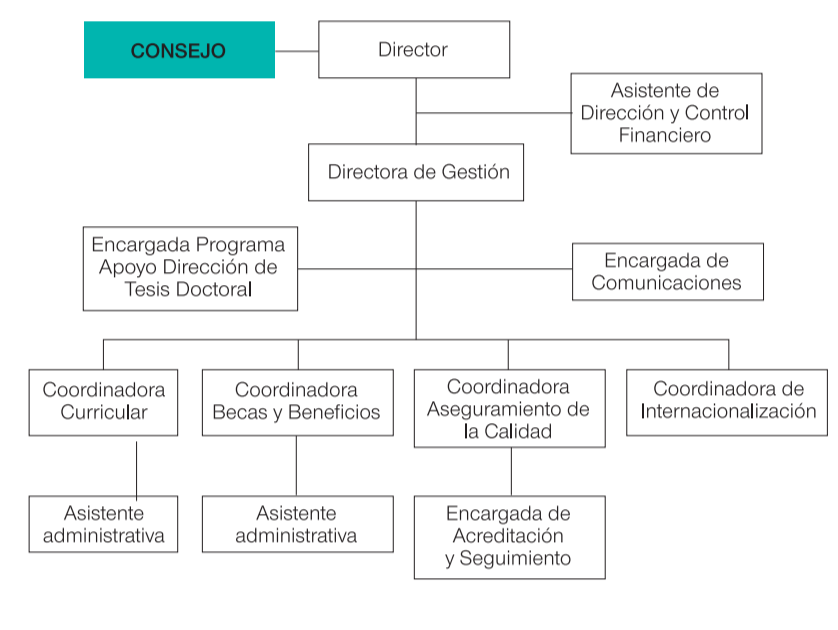 CONSEJO
Director
Asistente de
Dirección y Control
Financiero
Directora de Gestión
Encargada Programa
Apoyo Dirección de
Tesis Doctoral
Encargada de
Comunicaciones
Coordinadora
Curricular
Coordinadora
Becas y Beneficios
Coordinadora
Aseguramiento de
la Calidad
Coordinadora de
Internacionalización
Asistente
administrativa
Asistente
administrativa
Encargada de
Acreditación
y Seguimiento